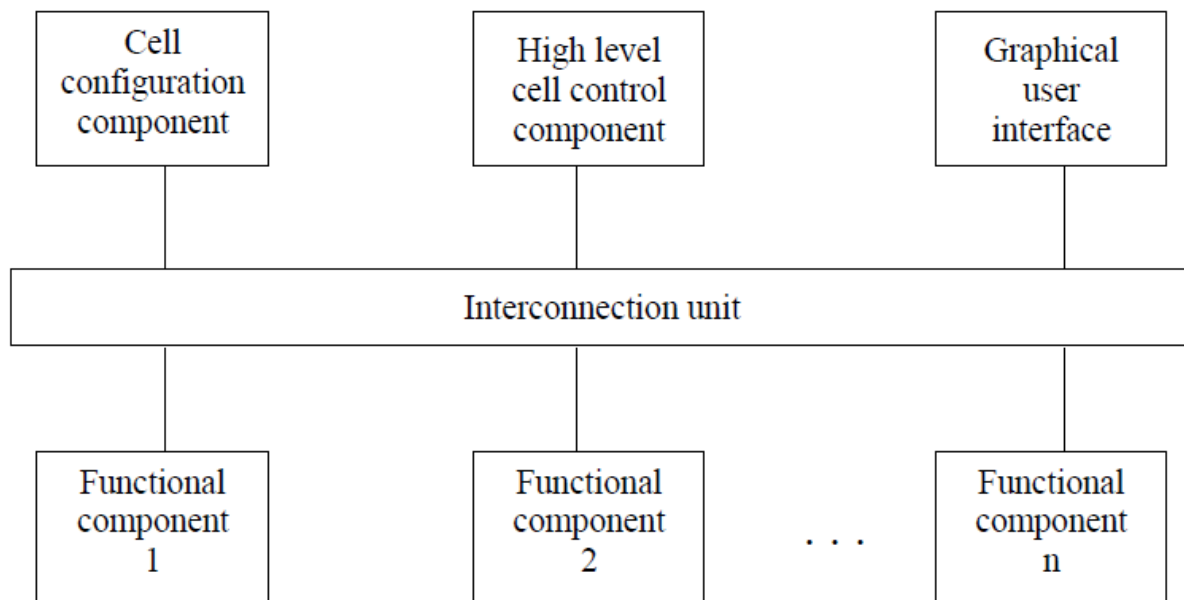 Cell
configuration
component
High level
cell control
component
Graphical
user
interface
Interconnection unit
Functional
component
1
Functional
component
2
. . .
Functional
component
n